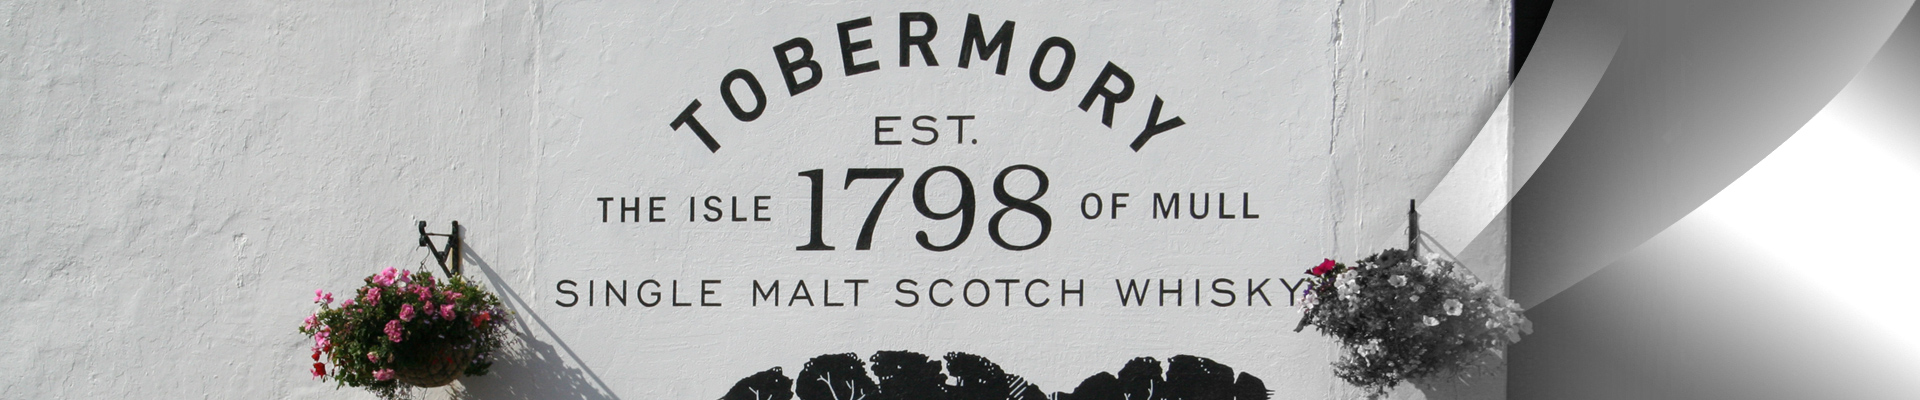 TOBERMORY
EST.
THE ISLE 1798 OF MULL
SINGLE MALT SCOTCH WHISKY